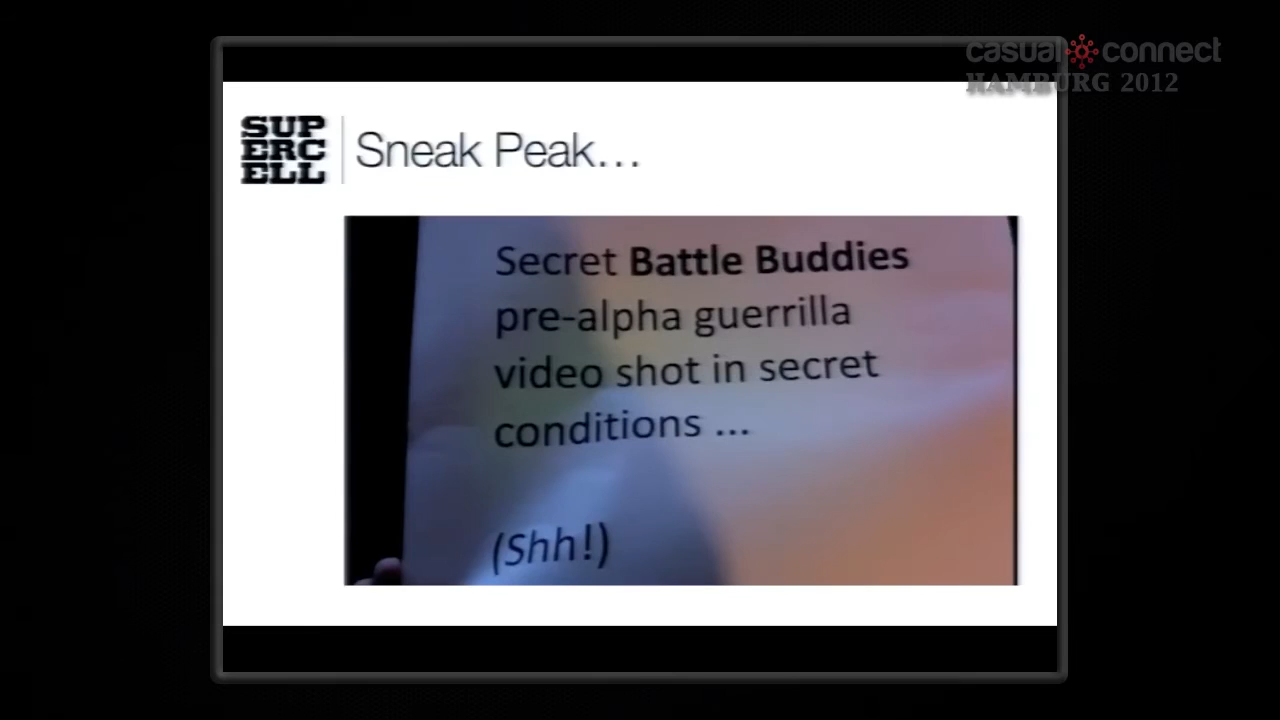 casual connect
HAMBURG 2012
SUP
ERC
ELL
Sneak Peak...
Secret Battle Buddies
pre-alpha guerrilla
video shot in secret
conditions ...
(Shh!)